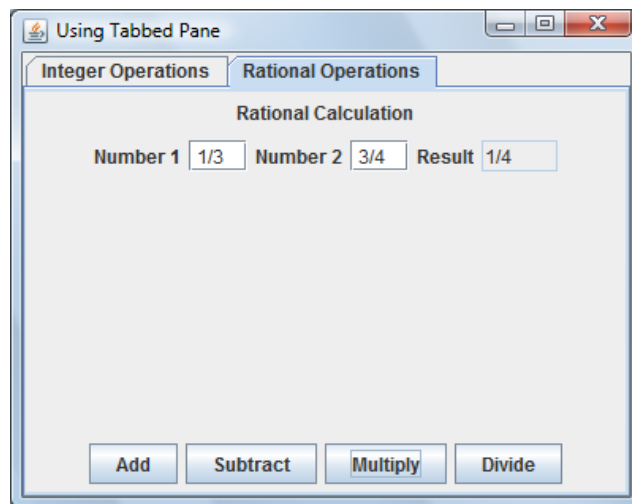 Using Tabbed Pane
Integer Operations Rational Operations
Rational Calculation
Number 1 1/3 Number 2 3/4 Result 1/4
Add Subtract Multiply Divide